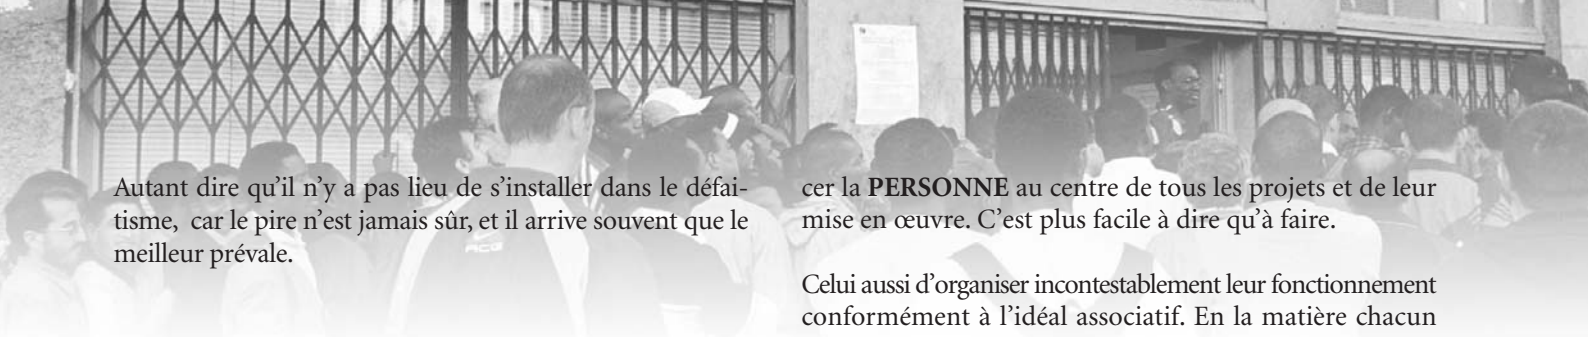 Autant dire qu'il n'y a pas lieu de s'installer dans le défai-
tisme, car le pire n'est jamais sûr, et il arrive souvent que le
meilleur prévale.
cer la PERSONNE au centre de tous les projets et de leur
mise en œuvre. C'est plus facile à dire qu'à faire.
Celui aussi d'organiser incontestablement leur fonctionnement
conformément à l'idéal associatif. En la matière chacun
ACG